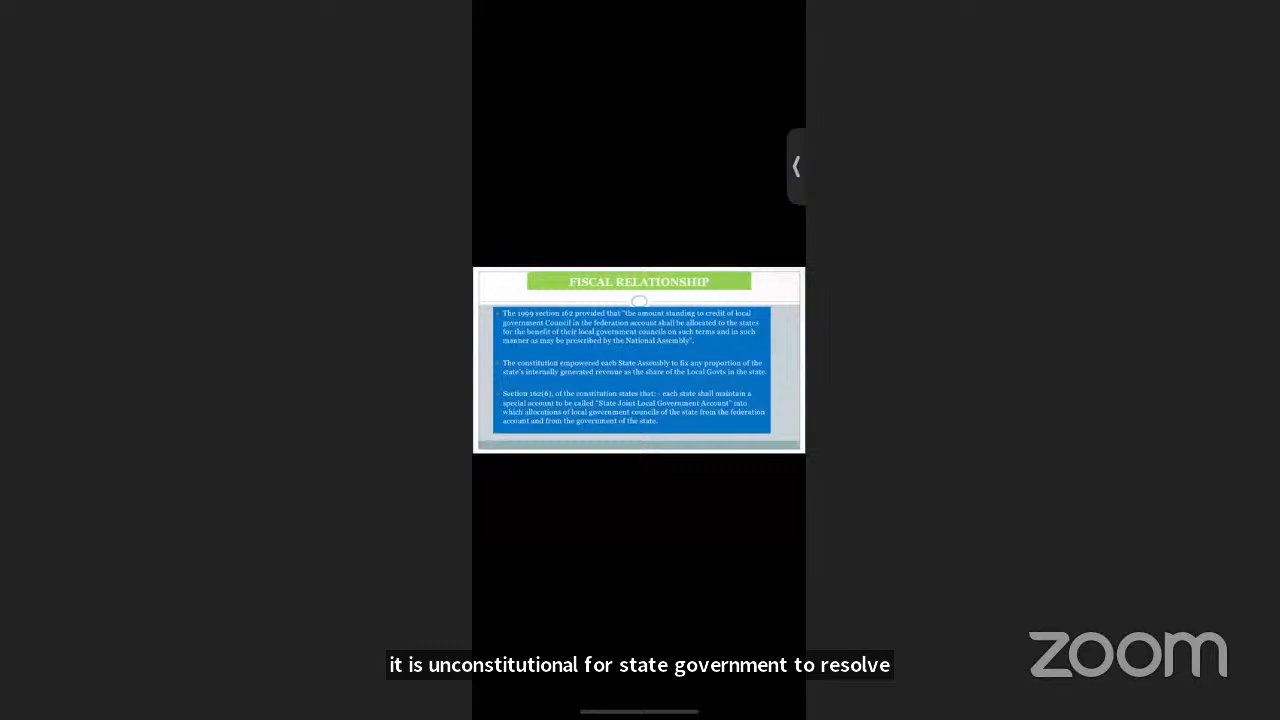 FISCAL RELATIONSHIP
The 1999 section 162 provided that "the amount standing to credit of local
government Council in the federation account shall be allocated to the states
for the benefit of their local government councils on such terms and in such
manner as may be prescribed by the National Assembly".
The constitution empowered each State Assembly to fix any proportion of the
state's internally generated revenue as the share of the Local Govts in the state.
Section 162(6), of the constitution states that: - each state shall maintain a
special account to be called "State Joint Local Government Account" into
which allocations of local government councils of the state from the federation
account and from the government of the state.
it is unconstitutional for state government to resolve
zoom